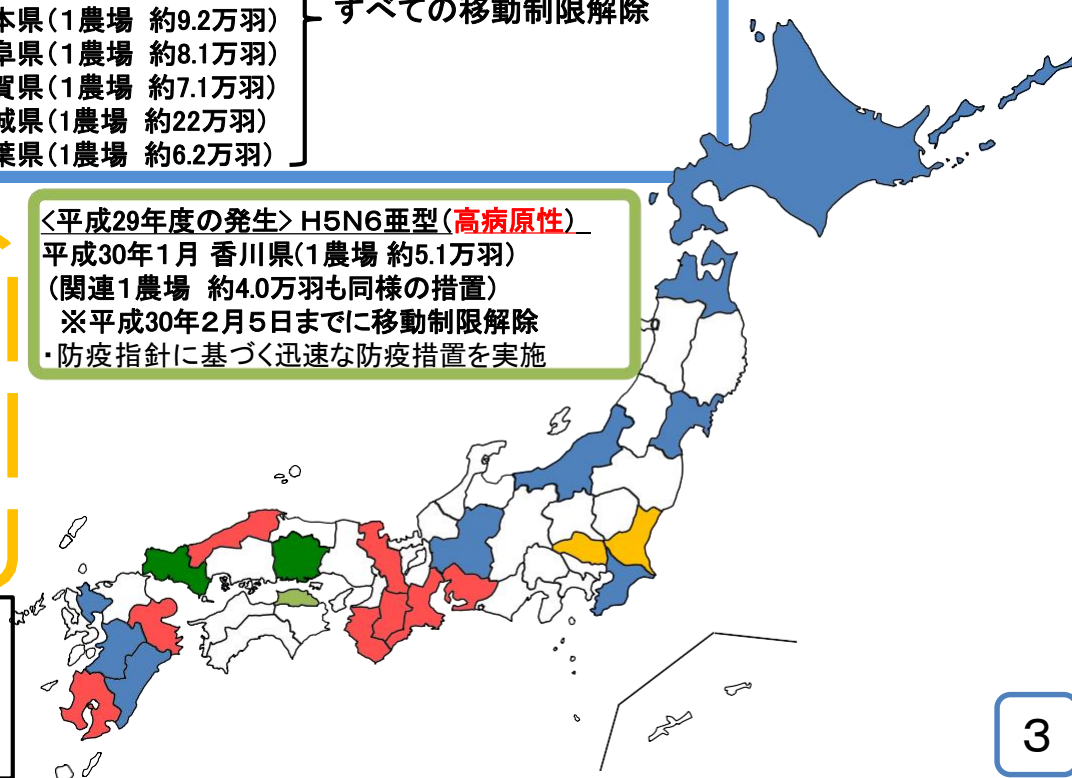 本県(1農場 約9.2万羽)
阜県(1農場 約8.1万羽)
賀県(1農場 約7.1万羽)
城県(1農場 約22万羽)
葉県(1農場 約6.2万羽)
すべての移動制限解除
<平成29年度の発生> H5N6亜型(高病原性)
平成30年1月 香川県(1農場 約5.1万羽)
(関連1農場 約4.0万羽も同様の措置)
※平成30年2月5日までに移動制限解除
・防疫指針に基づく迅速な防疫措置を実施
3